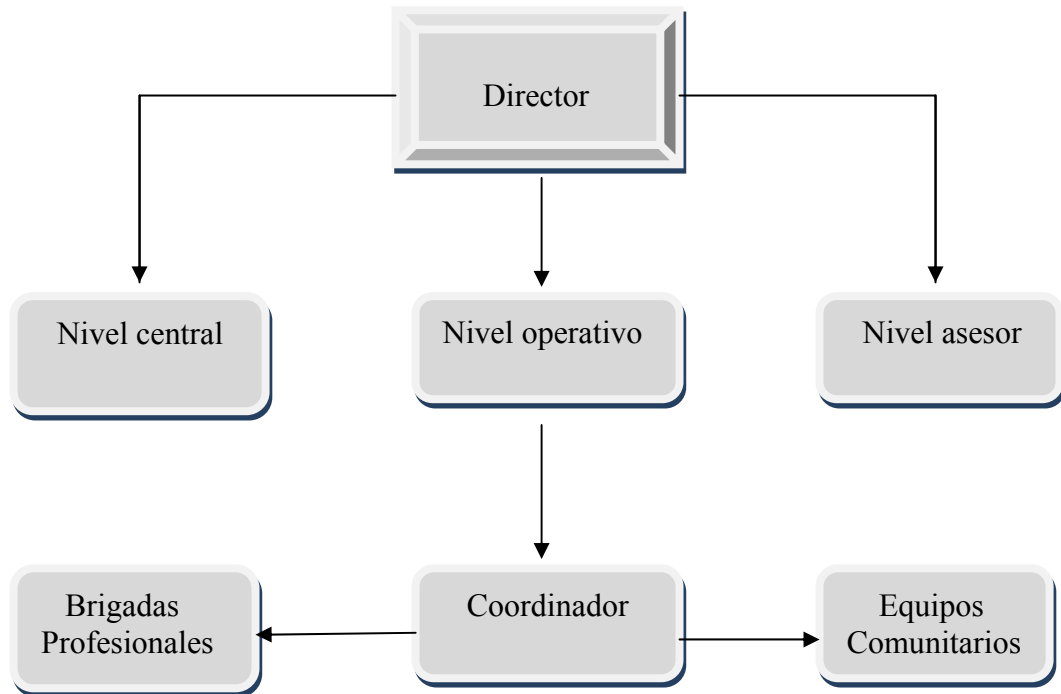 Director
Nivel central
Nivel operativo
Nivel asesor
Brigadas
Profesionales
Coordinador
Equipos
Comunitarios